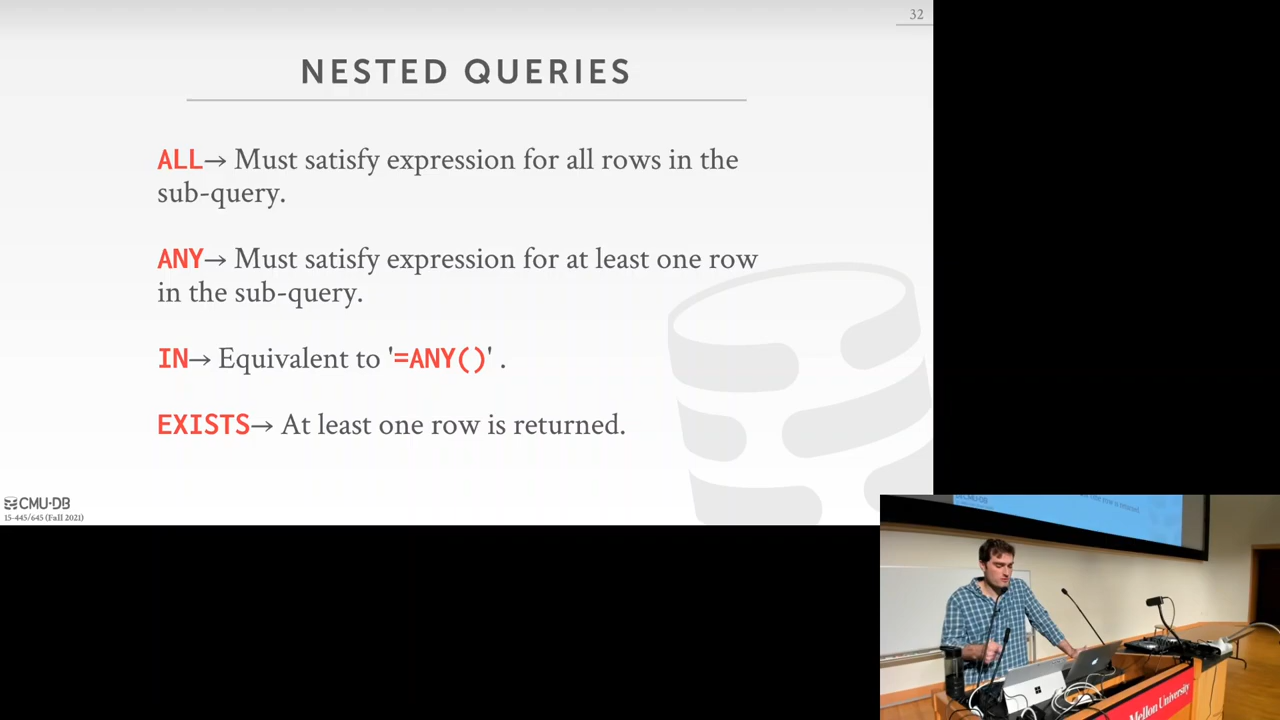 32
NESTED QUERIES
ALL→ Must satisfy expression for all rows in the
sub-query.
ANY→ Must satisfy expression for at least one row
in the sub-query.
IN→ Equivalent to '=ANY()' .
EXISTS→ At least one row is returned.
CMU·DB
15-445/645 (Fall 2021)
Mellon University